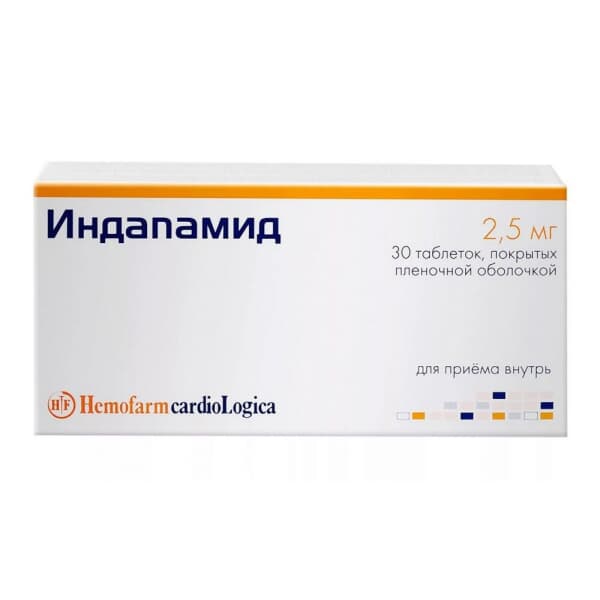 Индапамид
2,5 мг
30 таблеток, покрытых
пленочной оболочкой
для приёма внутрь
HF Hemofarm cardioLogica